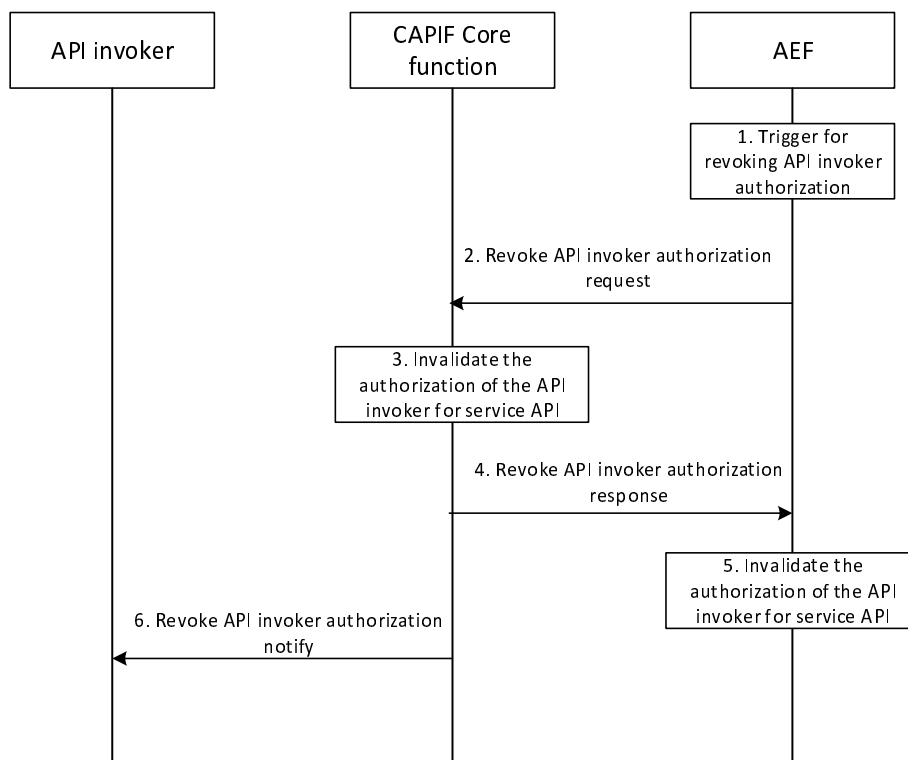 API invoker
CAPIF Core
function
AEF
1. Trigger for
revoking API invoker
authorization
2. Revoke API invoker authorization
request
3. Invalidate the
authorization of the API
invoker for service API
4. Revoke API invoker authorization
response
5. Invalidate the
authorization of the API
invoker for service API
6. Revoke API invoker authorization
notify